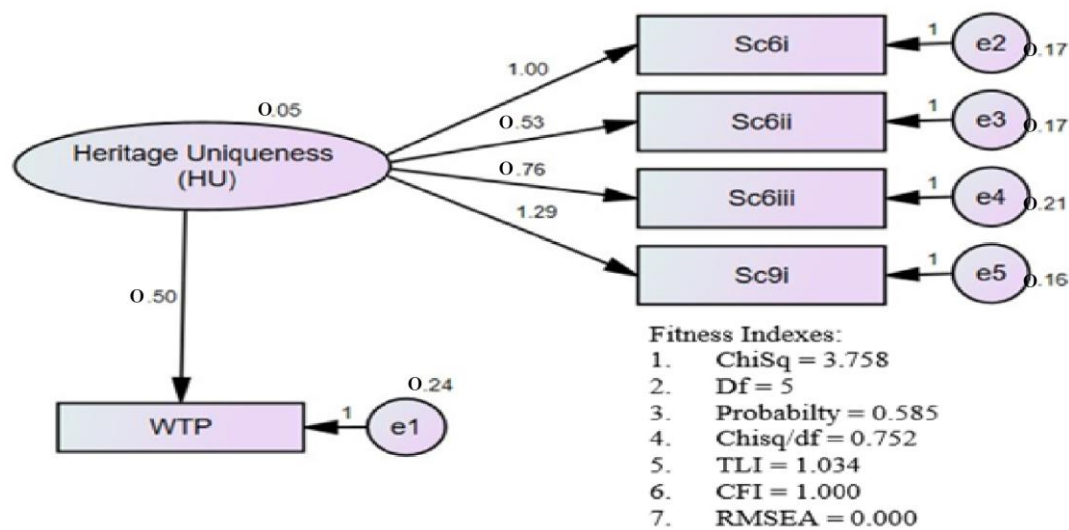 Sc6i
1
e2
0.17
1.00
Sc6ii
1
e3
0.17
0.05
0.53
Heritage Uniqueness
(HU)
0.76
Sc6iii
1
e4
0.21
1.29
Sc9i
1
e5
0.16
0.50
WTP
1
e1
0.24
Fitness Indexes:
1. ChiSq = 3.758
2. Df = 5
3. Probabilty = 0.585
4. Chisq/df = 0.752
5. TLI = 1.034
6. CFI = 1.000
7. RMSEA = 0.000